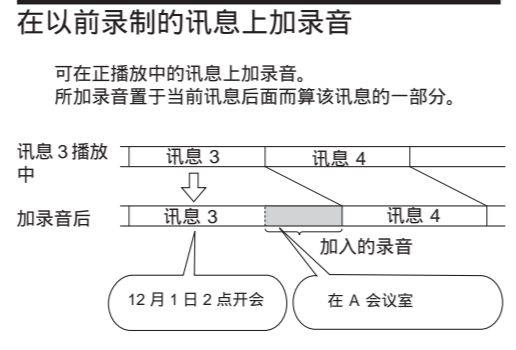 在以前录制的讯息上加录音
可在正播放中的讯息上加录音。
所加录音置于当前讯息后面而算该讯息的一部分。
讯息 3 播放
中
讯息 3
讯息 4
加录音后
讯息 3
讯息 4
加入的录音
12 月 1 日 2 点开会
在 A 会议室